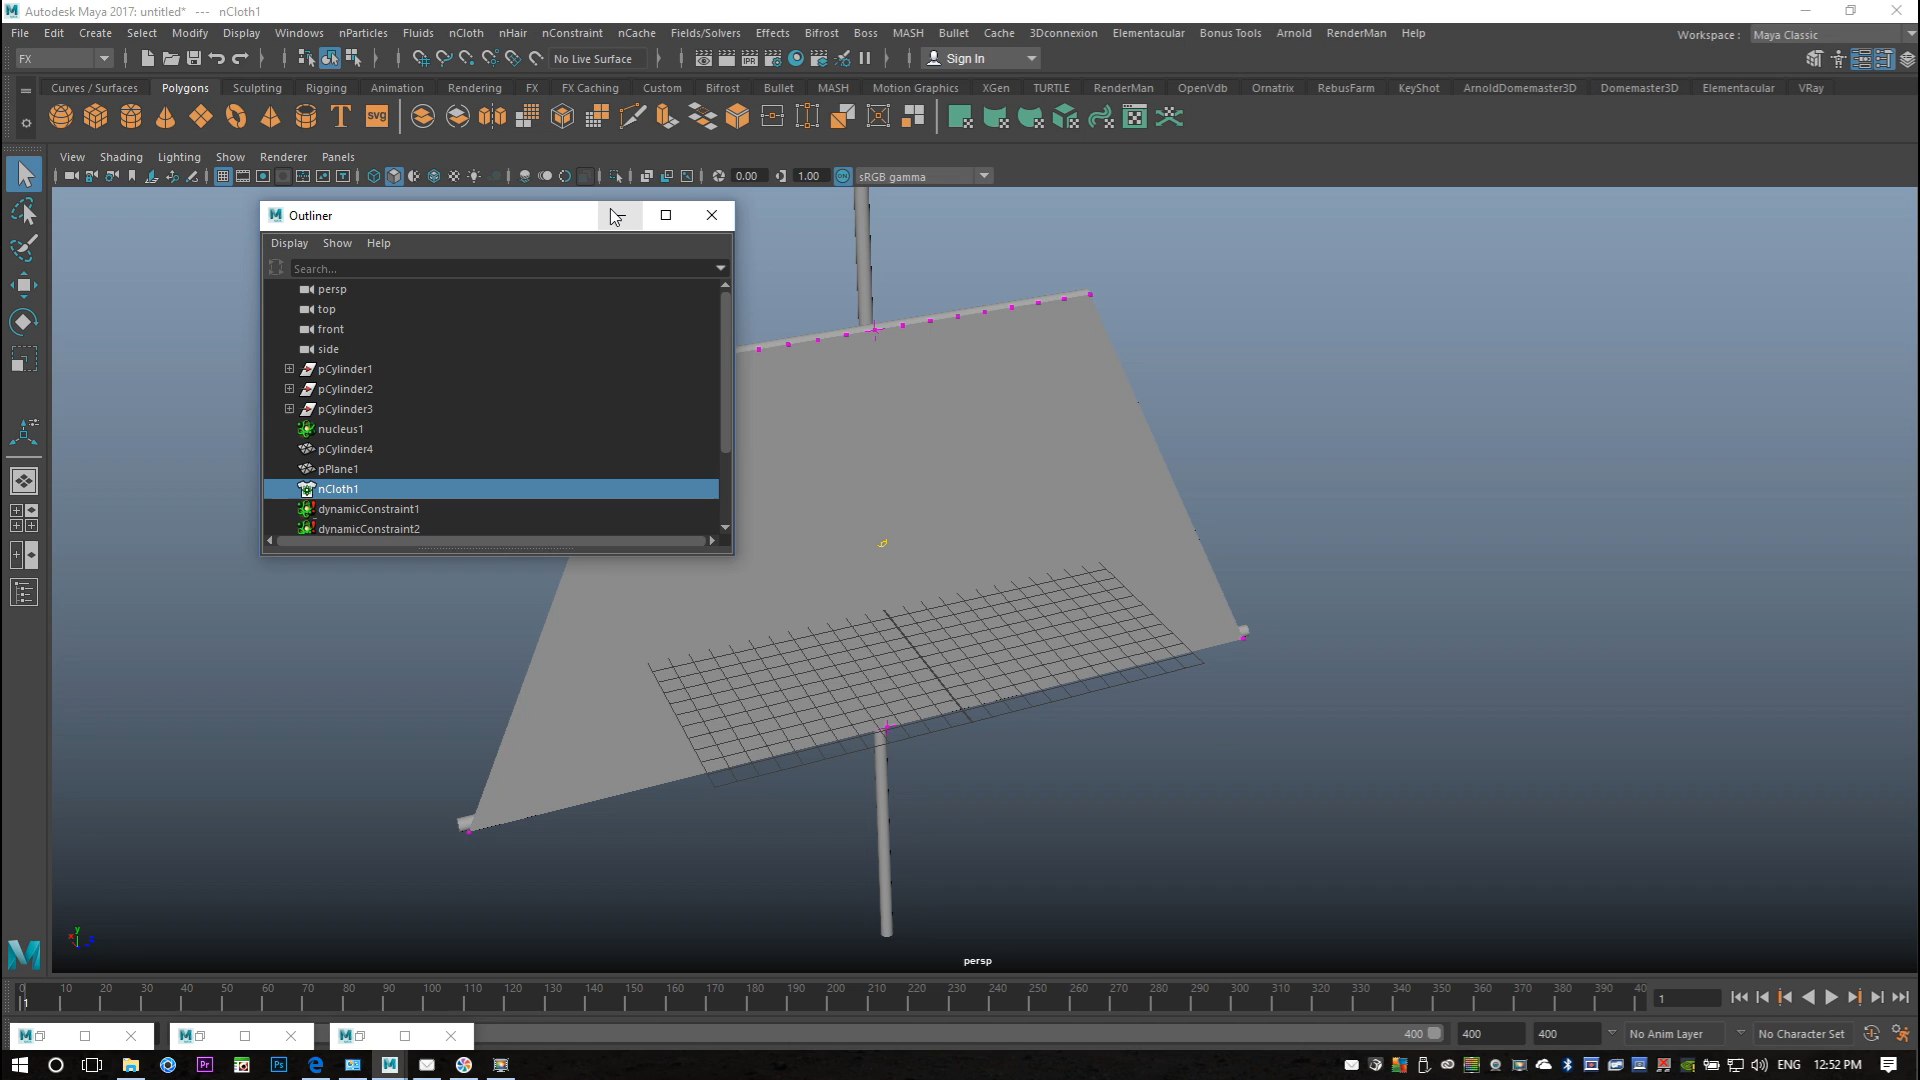 Autodesk Maya 2017: untitled* --- nCloth1
File Edit Create Select Modify Display Windows nParticles Fluids nCloth nHair nConstraint nCache Fields/Solvers Effects Bifrost Boss MASH Bullet Cache 3Dconnexion Elementacular Bonus Tools Arnold RenderMan Help Workspace : Maya Classic
FX No Live Surface IPR Sign In
Curves / Surfaces Polygons Sculpting Rigging Animation Rendering FX FX Caching Custom Bifrost Bullet MASH Motion Graphics XGen TURTLE RenderMan OpenVdb Ornatrix RebusFarm KeyShot ArnoldDomemaster3D Domemaster3D Elementacular VRay
T SVG
View Shading Lighting Show Renderer Panels
0.00 1.00 ON sRGB gamma
Outliner
Display Show Help
Search...
persp
top
front
side
pCylinder1
pCylinder2
pCylinder3
nucleus1
pCylinder4
pPlane1
nCloth1
dynamicConstraint1
dynamicConstraint2
persp
0 10 20 30 40 50 60 70 80 90 100 110 120 130 140 150 160 170 180 190 200 210 220 230 240 250 260 270 280 290 300 310 320 330 340 350 360 370 380 390 40
1 1
400 400 400 No Anim Layer No Character Set
Pr Ps ENG 12:52 PM